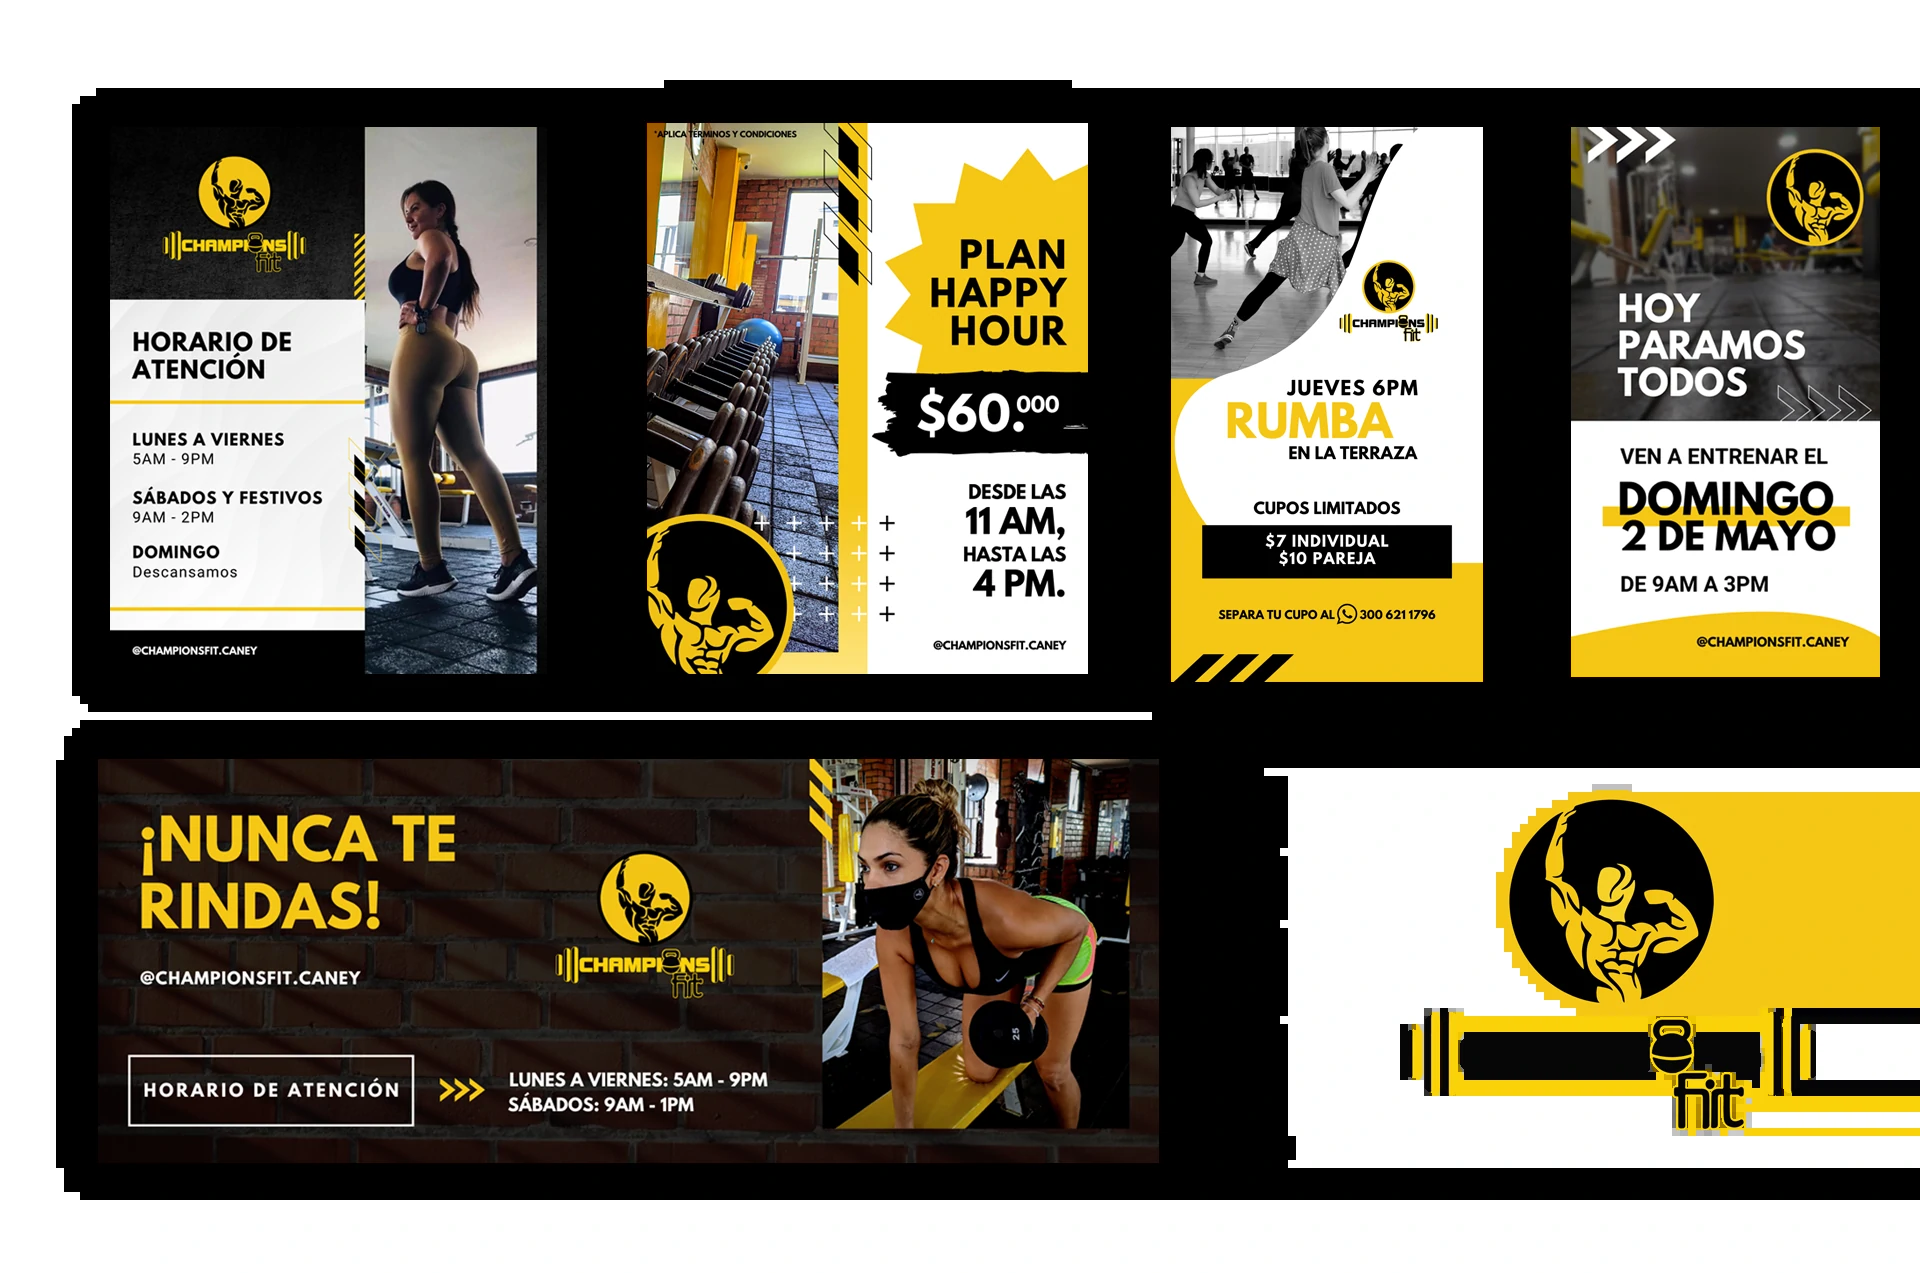 CHAMPIONS
fit
HORARIO DE
ATENCIÓN
LUNES A VIERNES
5AM - 9PM
SÁBADOS Y FESTIVOS
9AM - 2PM
DOMINGO
Descansamos
@CHAMPIONSFIT.CANEY
*APLICA TERMINOS Y CONDICIONES
PLAN
HAPPY
HOUR
$60.000
DESDE LAS
11 AM,
HASTA LAS
4 PM.
@CHAMPIONSFIT.CANEY
CHAMPIONS
fit
JUEVES 6PM
RUMBA
EN LA TERRAZA
CUPOS LIMITADOS
$7 INDIVIDUAL
$10 PAREJA
SEPARA TU CUPO AL 300 621 1796
HOY
PARAMOS
TODOS
VEN A ENTRENAR EL
DOMINGO
2 DE MAYO
DE 9AM A 3PM
@CHAMPIONSFIT.CANEY
¡NUNCA TE
RINDAS!
@CHAMPIONSFIT.CANEY
HORARIO DE ATENCIÓN
LUNES A VIERNES: 5AM - 9PM
SÁBADOS: 9AM - 1PM
CHAMPIONS
fit
25
fit